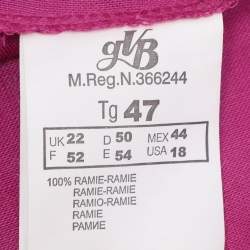 gVB
M.Reg.N.366244
Tg 47
UK 22 D 50 MEX 44
F 52 E 54 USA 18
100% RAMIE-RAMIE
RAMIE-RAMIE
RAMIO-RAMIE
RAMIE
РАМИЕ